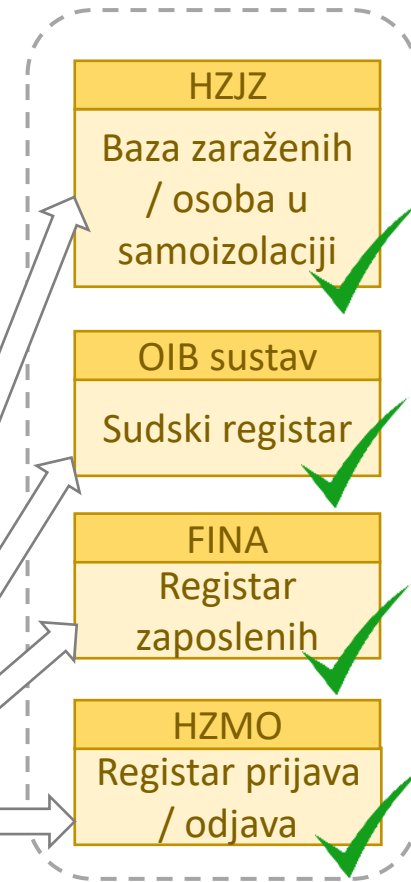 HZJZ
Baza zaraženih
/ osoba u
samoizolaciji
OIB sustav
Sudski registar
FINA
Registar
zaposlenih
HZMO
Registar prijava
/ odjava